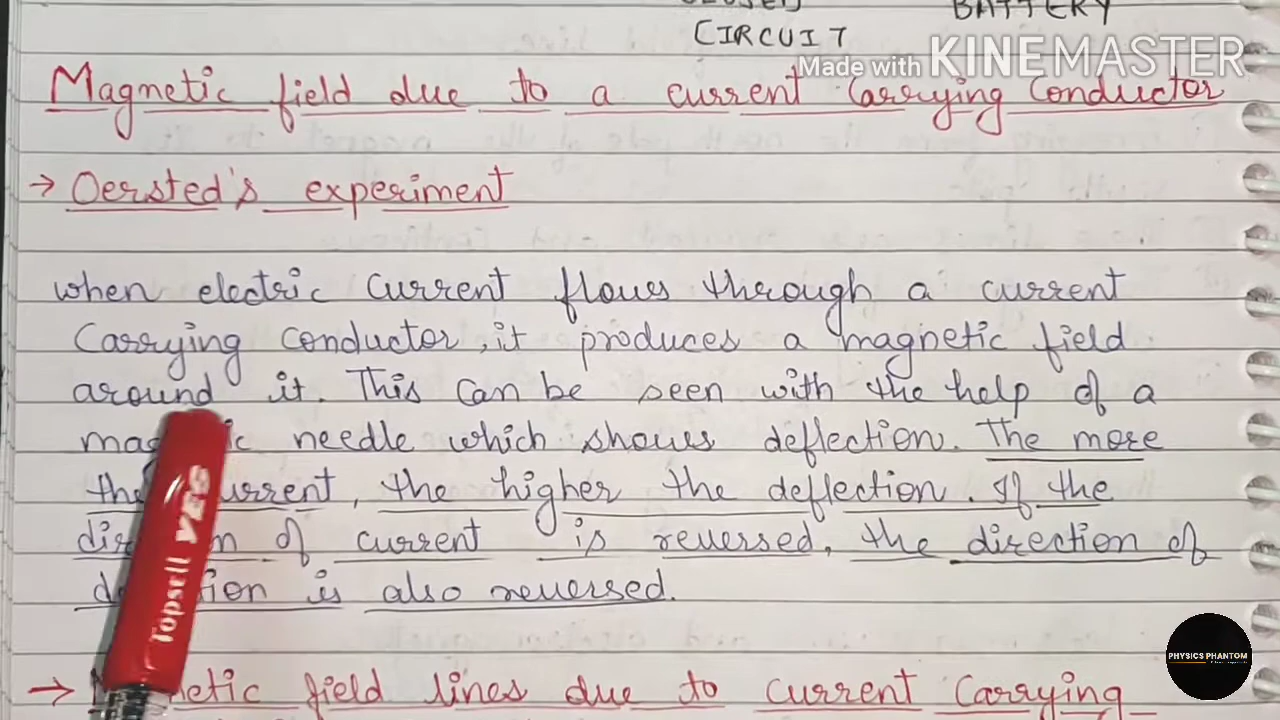 CIRCUIT
BATTERY
Made with KINEMASTER
Magnetic field due to a current Carrying Conductor
→ Oersted's experiment
when electric current flows through a current
Carrying conductor, it produces a magnetic field
around it. This can be seen with the help of a
needle which shows deflection. The more
the current, the higher the deflection. If the
of current is reversed, the direction of
is also reversed.
→ field lines due to current Carrying
Topsell
PHYSICS PHANTOM